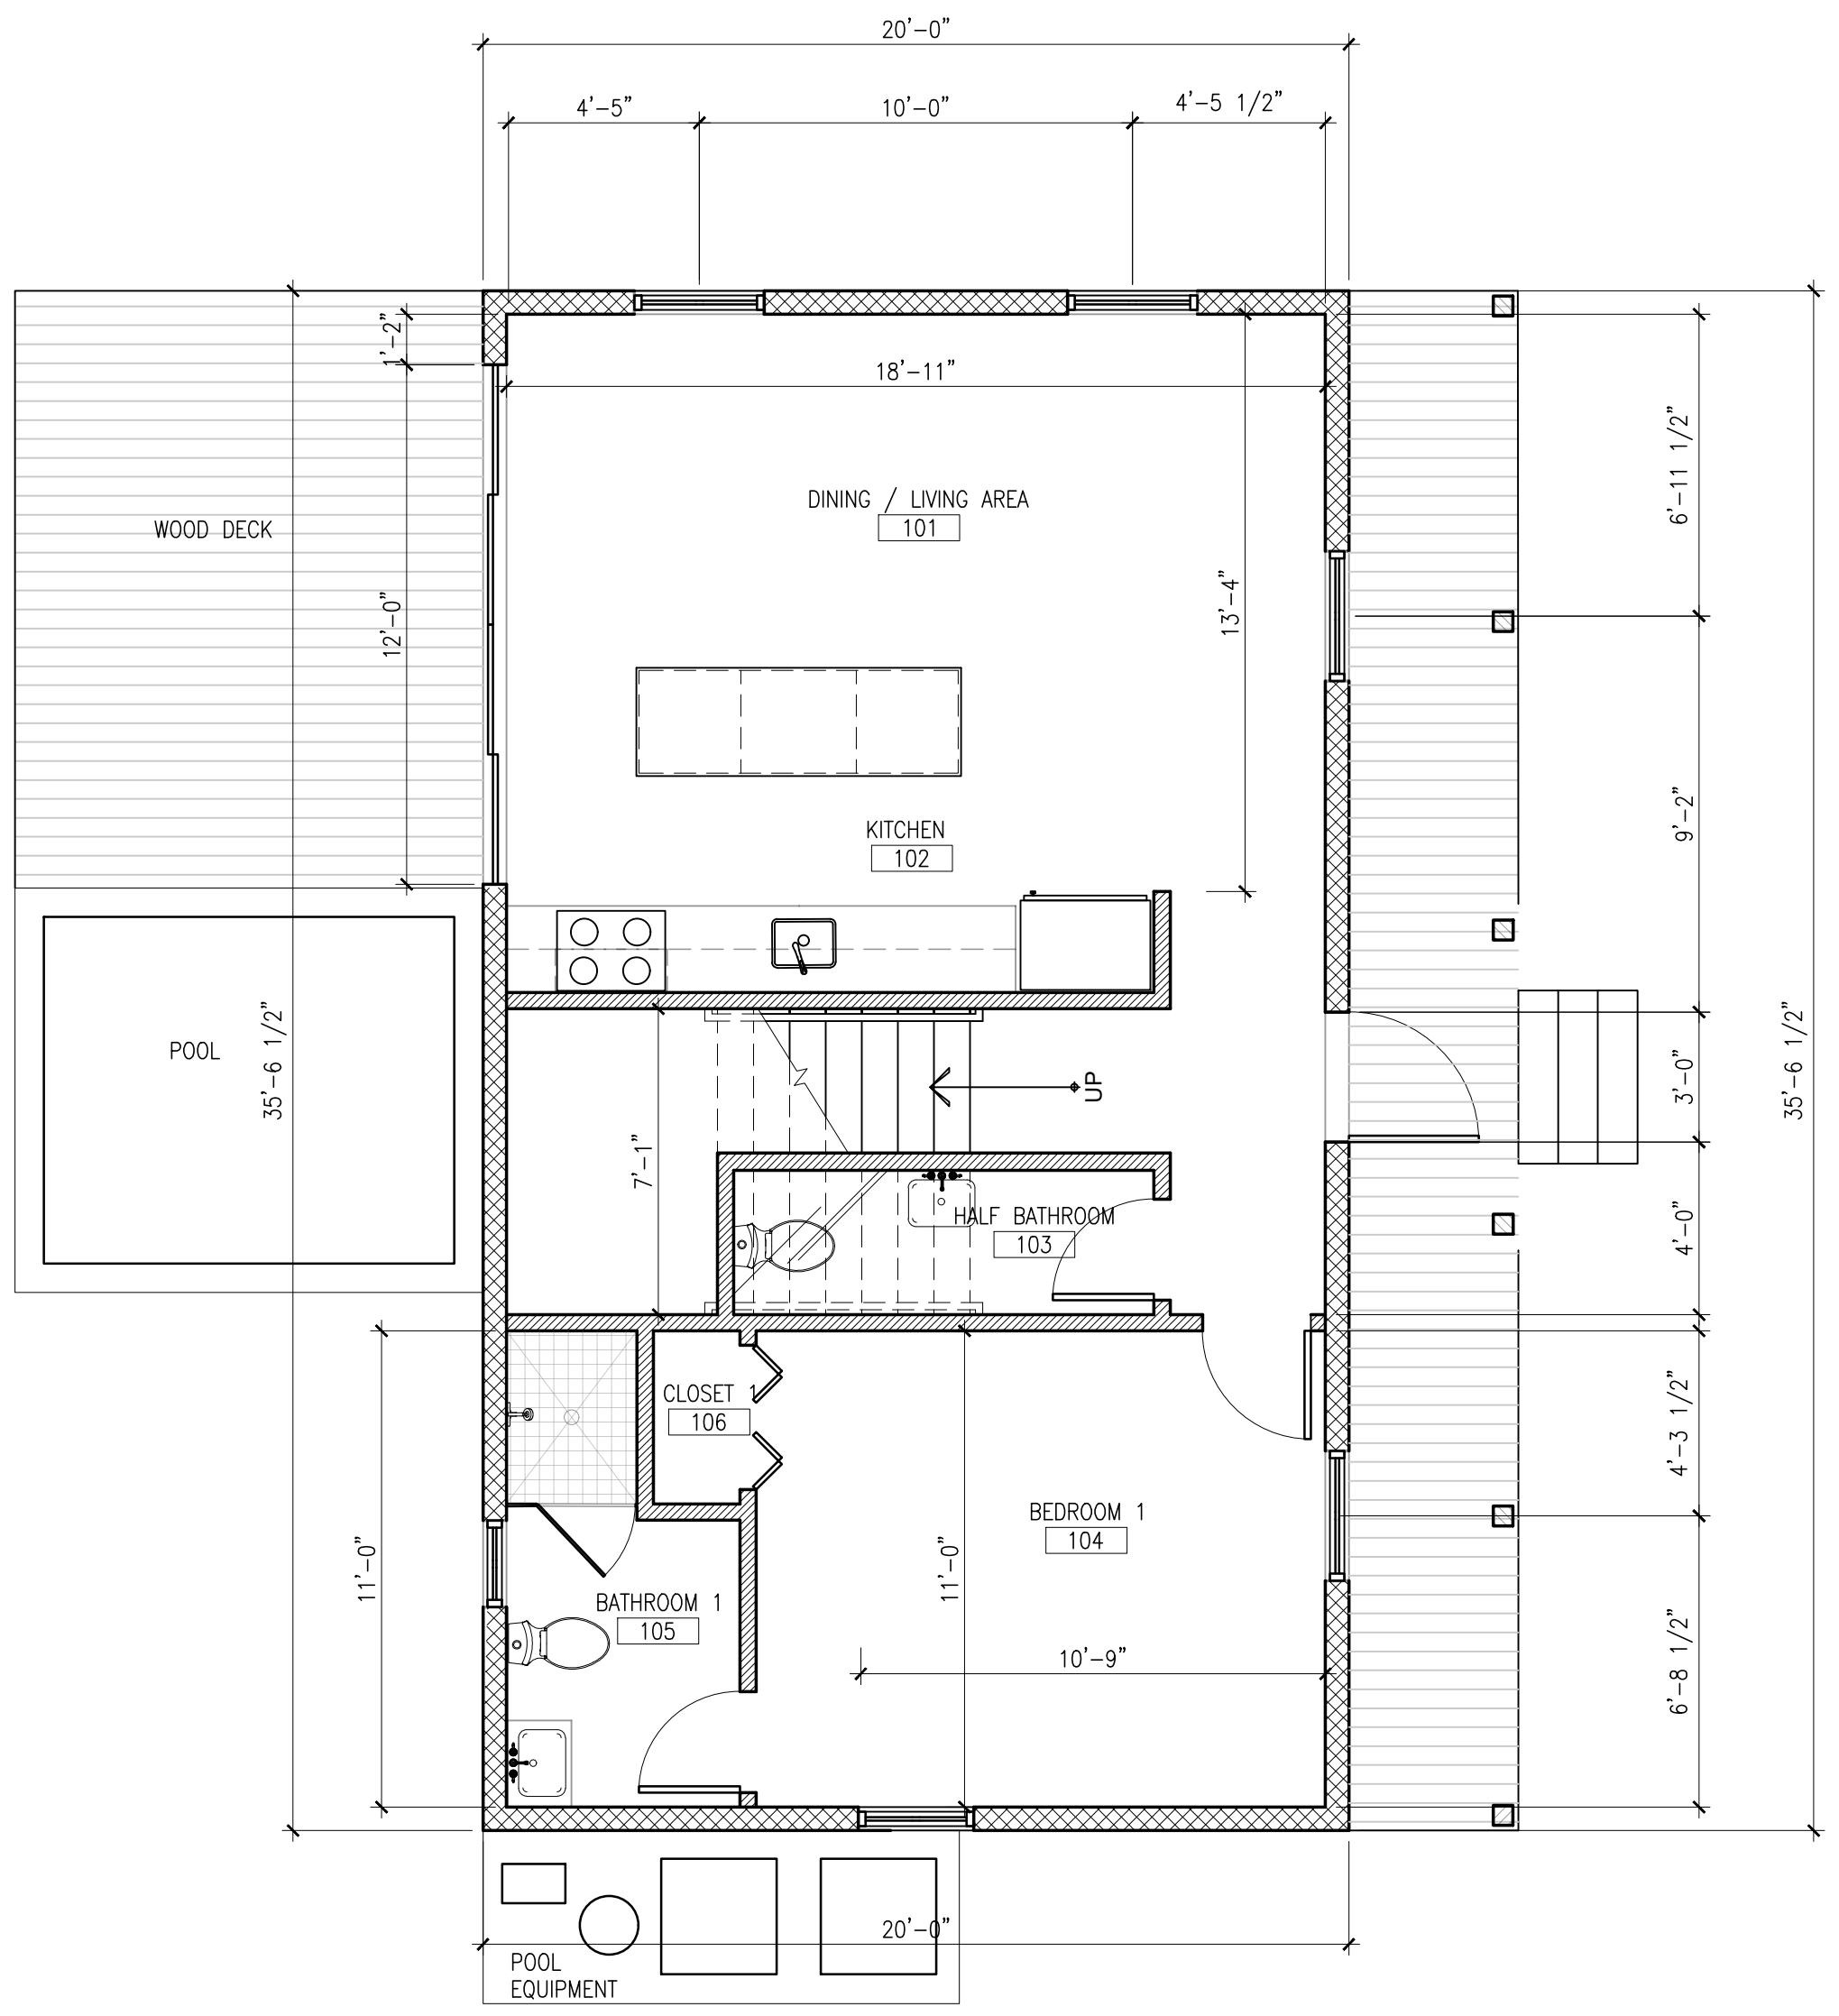 20'-0"
4'-5"
10'-0"
4'-5 1/2"
1'-2"
18'-11"
6'-11 1/2"
DINING / LIVING AREA
101
WOOD DECK
12'-0"
13'-4"
9'-2"
KITCHEN
102
POOL
35'-6 1/2"
35'-6 1/2"
3'-0"
UP
7'-1"
HALF BATHROOM
103
4'-0"
CLOSET 1
106
4'-3 1/2"
BEDROOM 1
104
11'-0"
11'-0"
BATHROOM 1
105
10'-9"
6'-8 1/2"
20'-0"
POOL
EQUIPMENT